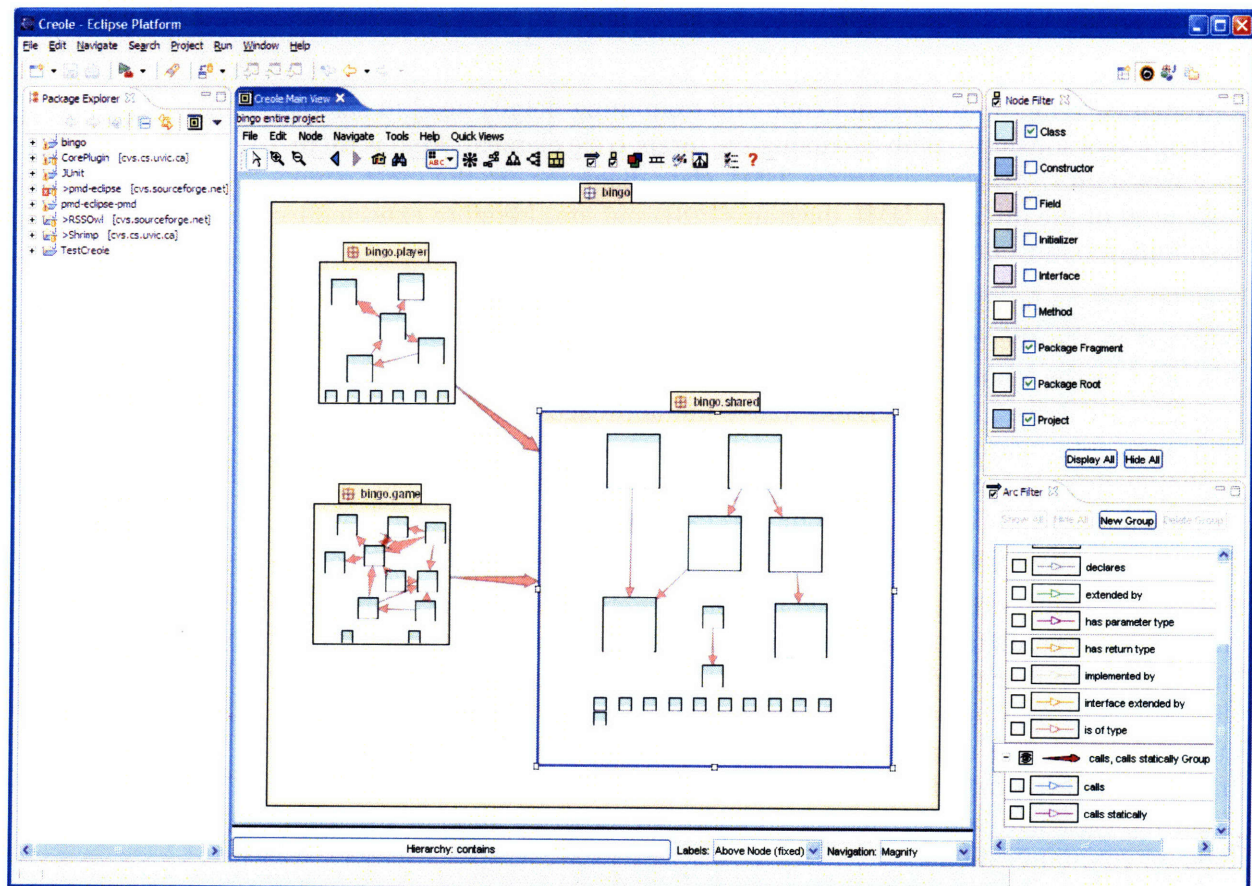 Creole - Eclipse Platform
File Edit Navigate Search Project Run Window Help
Package Explorer
bingo
CorePlugin [cvs.cs.uvic.ca]
JUnit
>pmd-eclipse [cvs.sourceforge.net]
pmd-eclipse-pmd
>RSSOwl [cvs.sourceforge.net]
>Shrimp [cvs.cs.uvic.ca]
TestCreole
Creole Main View
bingo entire project
File Edit Node Navigate Tools Help Quick Views
ABC
bingo
bingo.player
bingo.shared
bingo.game
Hierarchy: contains
Labels: Above Node (fixed) Navigation: Magnify
Node Filter
Class
Constructor
Field
Initializer
Interface
Method
Package Fragment
Package Root
Project
Display All Hide All
Arc Filter
Show All Hide All New Group Delete Group
declares
extended by
has parameter type
has return type
implemented by
interface extended by
is of type
calls, calls statically Group
calls
calls statically